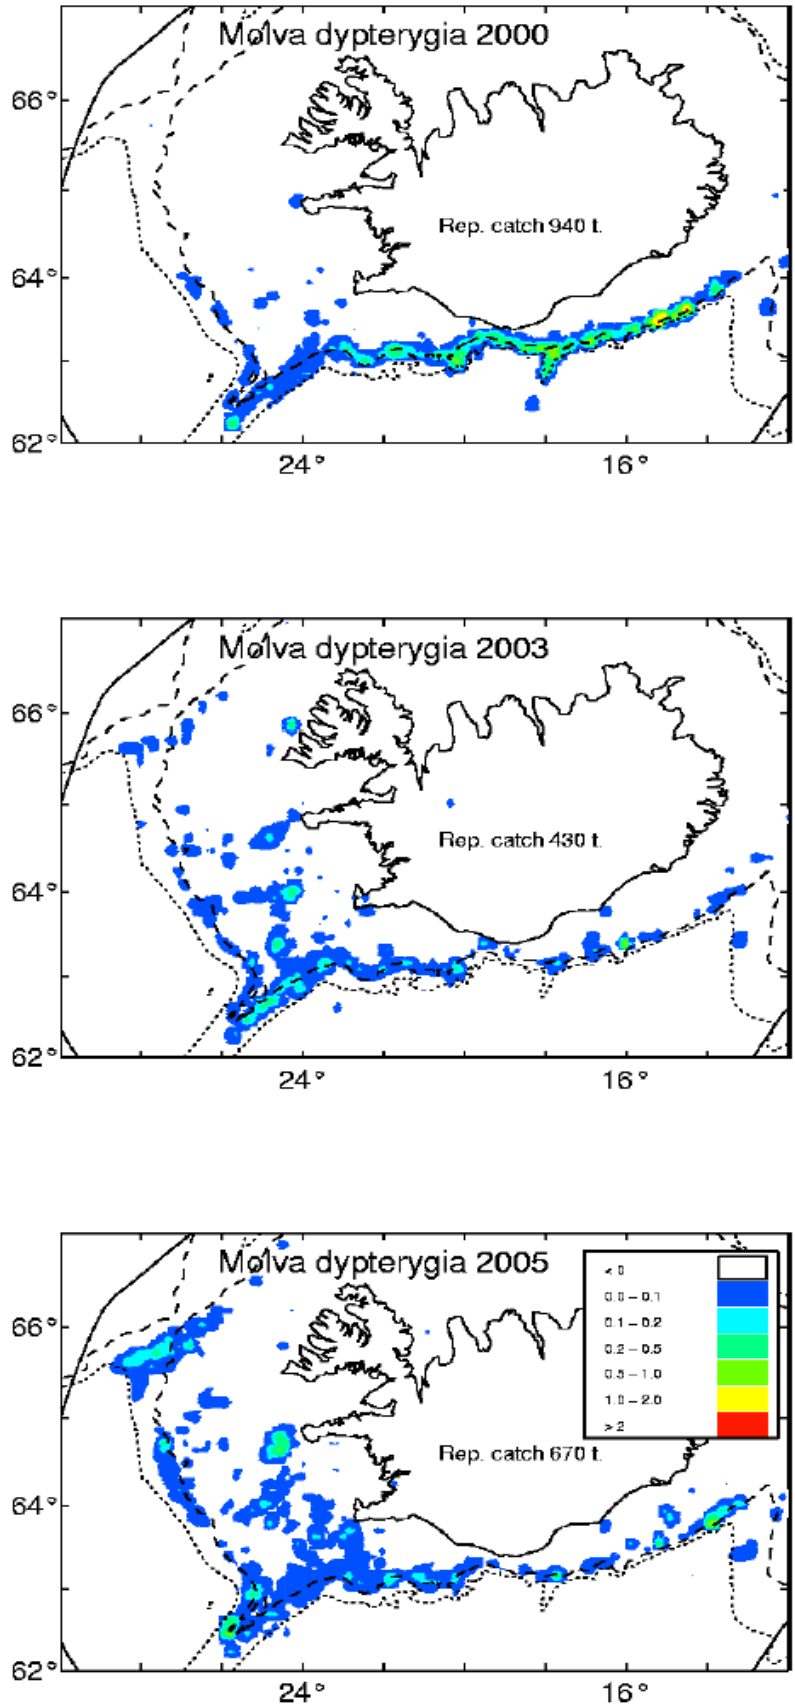 Molva dypterygia 2000
66°
Rep. catch 940 t.
64°
62°
24° 16°
Molva dypterygia 2003
66°
Rep. catch 430 t.
64°
62°
24° 16°
Molva dypterygia 2005
< 0
0.0 – 0.1
66°
0.1 – 0.2
0.2 – 0.5
0.5 – 1.0
1.0 – 2.0
> 2
Rep. catch 670 t.
64°
62°
24° 16°